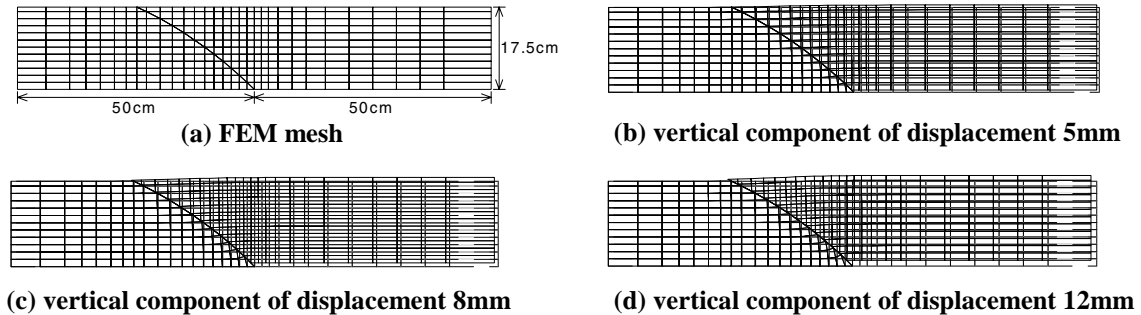 17.5cm
50cm 50cm
(a) FEM mesh
(b) vertical component of displacement 5mm
(c) vertical component of displacement 8mm
(d) vertical component of displacement 12mm